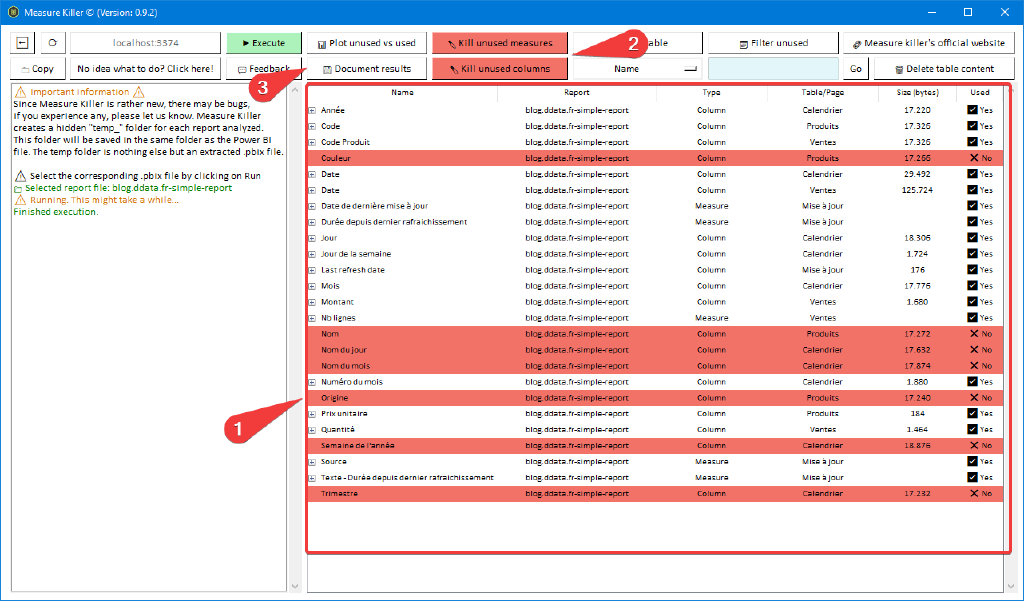 Measure Killer © (Version: 0.9.2)
localhost:3374
Execute
Plot unused vs used
Kill unused measures
2
able
Filter unused
Measure killer's official website
Copy
No idea what to do? Click here!
Feedback
Document results
Kill unused columns
Name
Go
Delete table content
3
Important information
Since Measure Killer is rather new, there may be bugs,
if you experience any, please let us know. Measure Killer
creates a hidden "temp_" folder for each report analyzed.
This folder will be saved in the same folder as the Power BI
file. The temp folder is nothing else but an extracted .pbix file.
Select the corresponding .pbix file by clicking on Run
Selected report file: blog.ddata.fr-simple-report
Running. This might take a while...
Finished execution.
1
Name Report Type Table/Page Size (bytes) Used
Année blog.ddata.fr-simple-report Column Calendrier 17.220 Yes
Code blog.ddata.fr-simple-report Column Produits 17.325 Yes
Code Produit blog.ddata.fr-simple-report Column Ventes 17.325 Yes
Couleur blog.ddata.fr-simple-report Column Produits 17.266 No
Date blog.ddata.fr-simple-report Column Calendrier 29.492 Yes
Date blog.ddata.fr-simple-report Column Ventes 125.724 Yes
Date de dernière mise à jour blog.ddata.fr-simple-report Measure Mise à jour Yes
Durée depuis dernier rafraichissement blog.ddata.fr-simple-report Measure Mise à jour Yes
Jour blog.ddata.fr-simple-report Column Calendrier 18.306 Yes
Jour de la semaine blog.ddata.fr-simple-report Column Calendrier 1.724 Yes
Last refresh date blog.ddata.fr-simple-report Column Mise à jour 176 Yes
Mois blog.ddata.fr-simple-report Column Calendrier 17.776 Yes
Montant blog.ddata.fr-simple-report Column Ventes 1.680 Yes
Nb lignes blog.ddata.fr-simple-report Measure Ventes Yes
Nom blog.ddata.fr-simple-report Column Produits 17.272 No
Nom du jour blog.ddata.fr-simple-report Column Calendrier 17.632 No
Nom du mois blog.ddata.fr-simple-report Column Calendrier 17.874 No
Numéro du mois blog.ddata.fr-simple-report Column Calendrier 1.880 Yes
Origine blog.ddata.fr-simple-report Column Produits 17.240 No
Prix unitaire blog.ddata.fr-simple-report Column Produits 184 Yes
Quantité blog.ddata.fr-simple-report Column Ventes 1.464 Yes
Semaine de l'année blog.ddata.fr-simple-report Column Calendrier 18.876 No
Source blog.ddata.fr-simple-report Measure Mise à jour Yes
Texte - Durée depuis dernier rafraichissement blog.ddata.fr-simple-report Measure Mise à jour Yes
Trimestre blog.ddata.fr-simple-report Column Calendrier 17.232 No